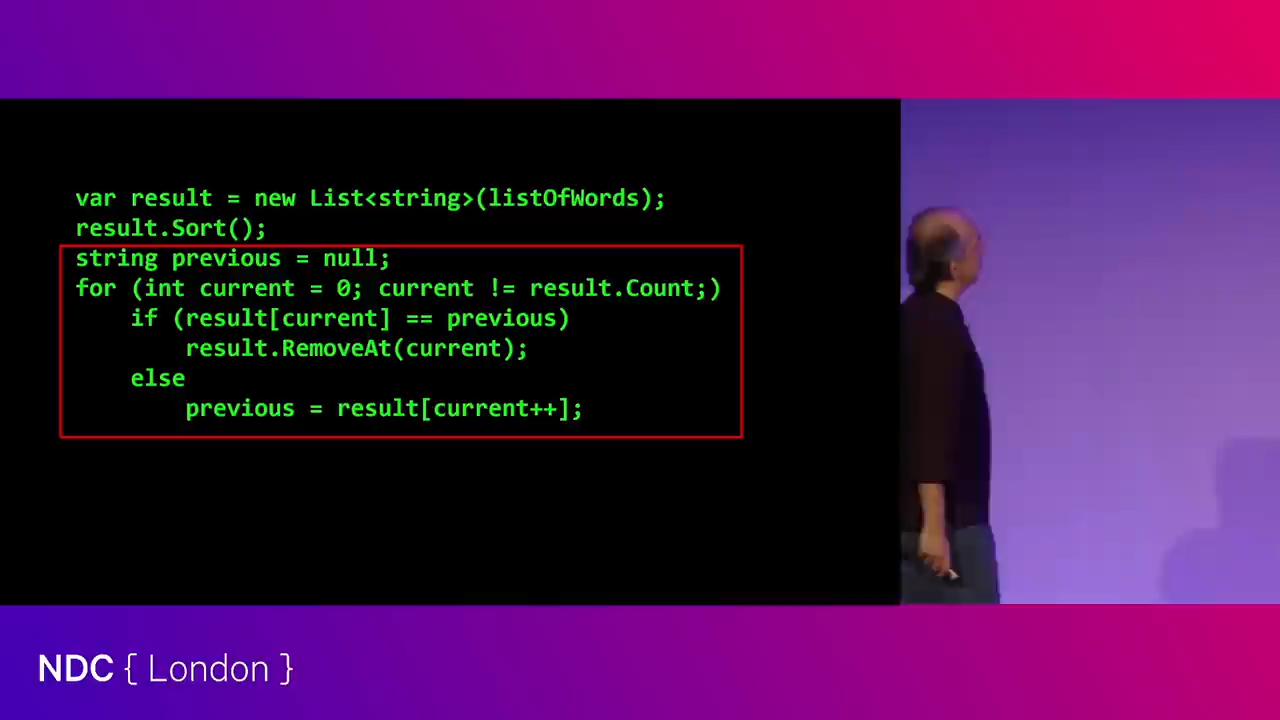 var result = new List<string>(listOfWords);
result.Sort();
string previous = null;
for (int current = 0; current != result.Count;)
    if (result[current] == previous)
        result.RemoveAt(current);
    else
        previous = result[current++];
NDC { London }